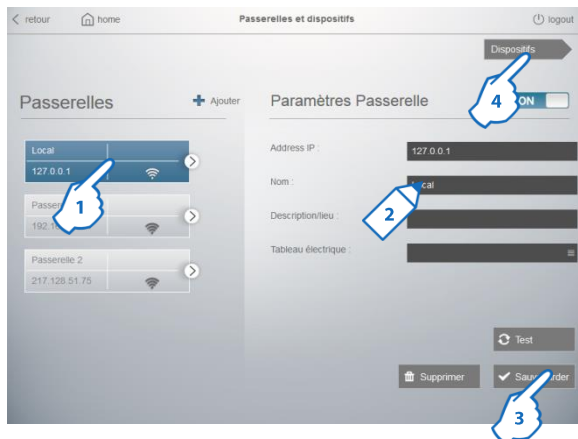 retour
home
Passerelles et dispositifs
logout
Dispositifs
4
ON
Passerelles
Ajouter
Paramètres Passerelle
Local
127.0.0.1
Address IP :
127.0.0.1
1
Nom :
2
Description/lieu :
Tableau électrique :
Passerelle 2
217.128.51.75
Test
Supprimer
3